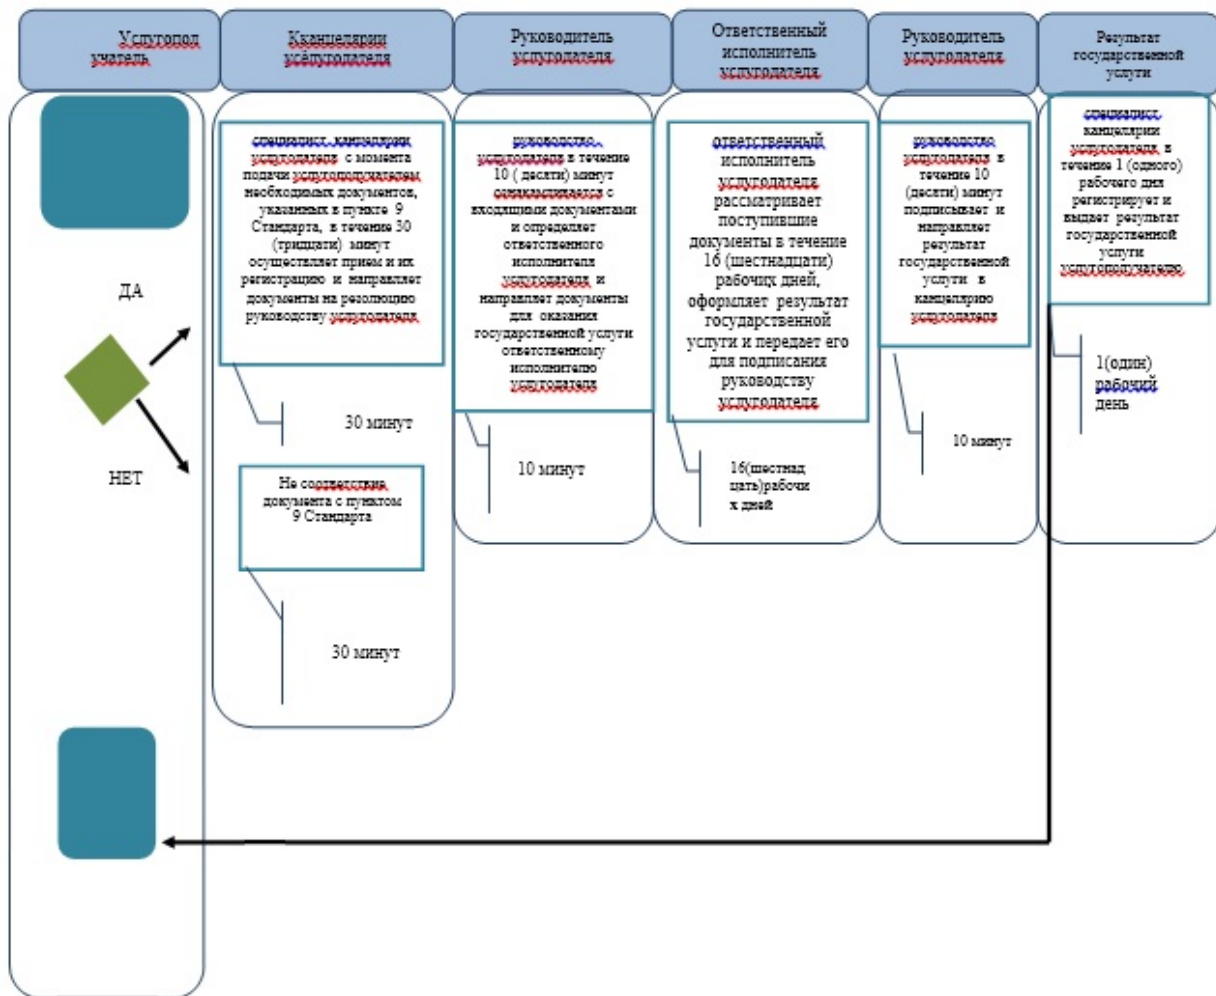 Услугопол
учатель
Кканцелярии
усёлугодателя
Руководитель
услугодателя
Ответственный
исполнитель
услугодателя
Руководитель
услугодателя
Результат
государственной
услуги
специалист канцелярии
услугодателя с момента
подачи услугополучателем
необходимых документов,
указанных в пункте 9
Стандарта, в течение 30
(тридцати) минут
осуществляет прием и их
регистрацию и направляет
документы на резолюцию
руководству услугодателя
30 минут
Не соответствие
документа с пунктом
9 Стандарта
30 минут
руководство
услугодателя в течение
10 ( десяти) минут
ознакамливается с
входящими документами
и определяет
ответственного
исполнителя
услугодателя и
направляет документы
для оказания
государственной услуги
ответственному
исполнителю
услугодателя
10 минут
ответственный
исполнитель
услугодателя
рассматривает
поступившие
документы в течение
16 (шестнадцати)
рабочих дней,
оформляет результат
государственной
услуги и передает его
для подписания
руководству
услугодателя
16(шестнад
цать)рабочи
х дней
руководство
услугодателя в
течение 10
(десяти) минут
подписывает и
направляет
результат
государственной
услуги в
канцелярию
услугодателя
10 минут
специалист
канцелярии
услугодателя в
течение 1 (одного)
рабочего дня
регистрирует и
выдает результат
государственной
услуги
услугополучателю
1(один)
рабочий
день
ДА
НЕТ